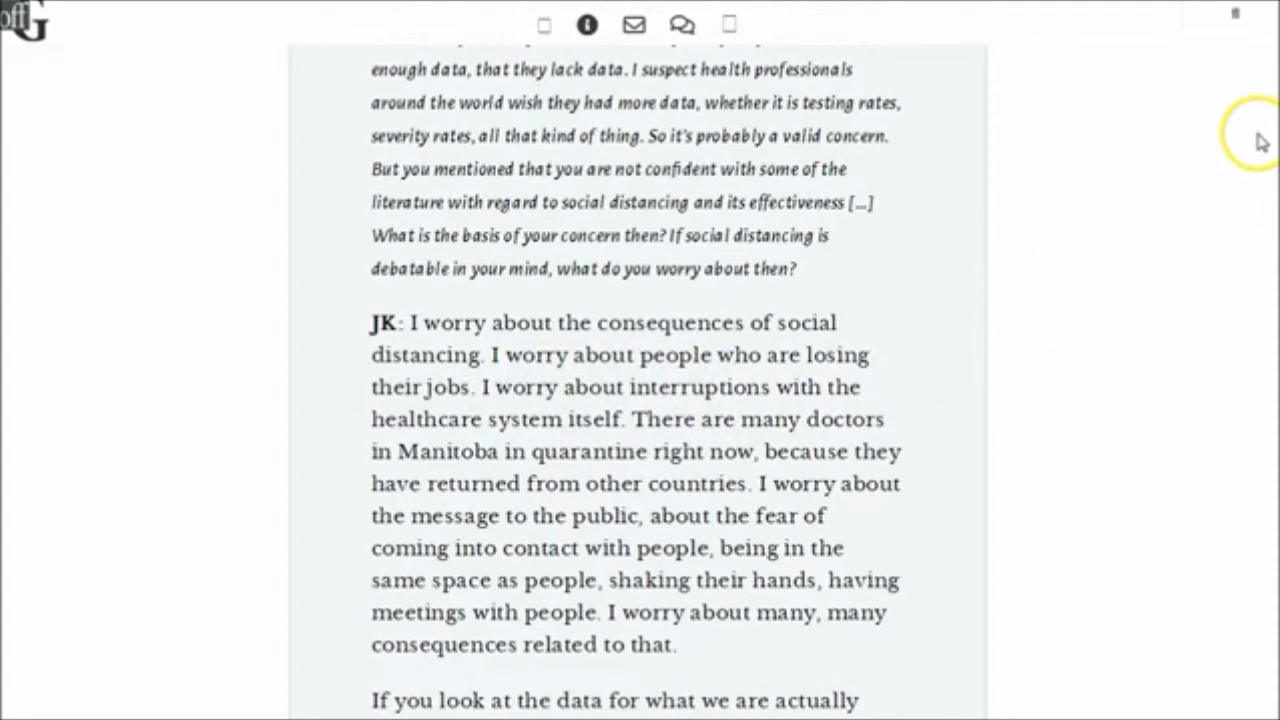 off
G
enough data, that they lack data. I suspect health professionals
around the world wish they had more data, whether it is testing rates,
severity rates, all that kind of thing. So it's probably a valid concern.
But you mentioned that you are not confident with some of the
literature with regard to social distancing and its effectiveness [...]
What is the basis of your concern then? If social distancing is
debatable in your mind, what do you worry about then?
JK: I worry about the consequences of social
distancing. I worry about people who are losing
their jobs. I worry about interruptions with the
healthcare system itself. There are many doctors
in Manitoba in quarantine right now, because they
have returned from other countries. I worry about
the message to the public, about the fear of
coming into contact with people, being in the
same space as people, shaking their hands, having
meetings with people. I worry about many, many
consequences related to that.
If you look at the data for what we are actually